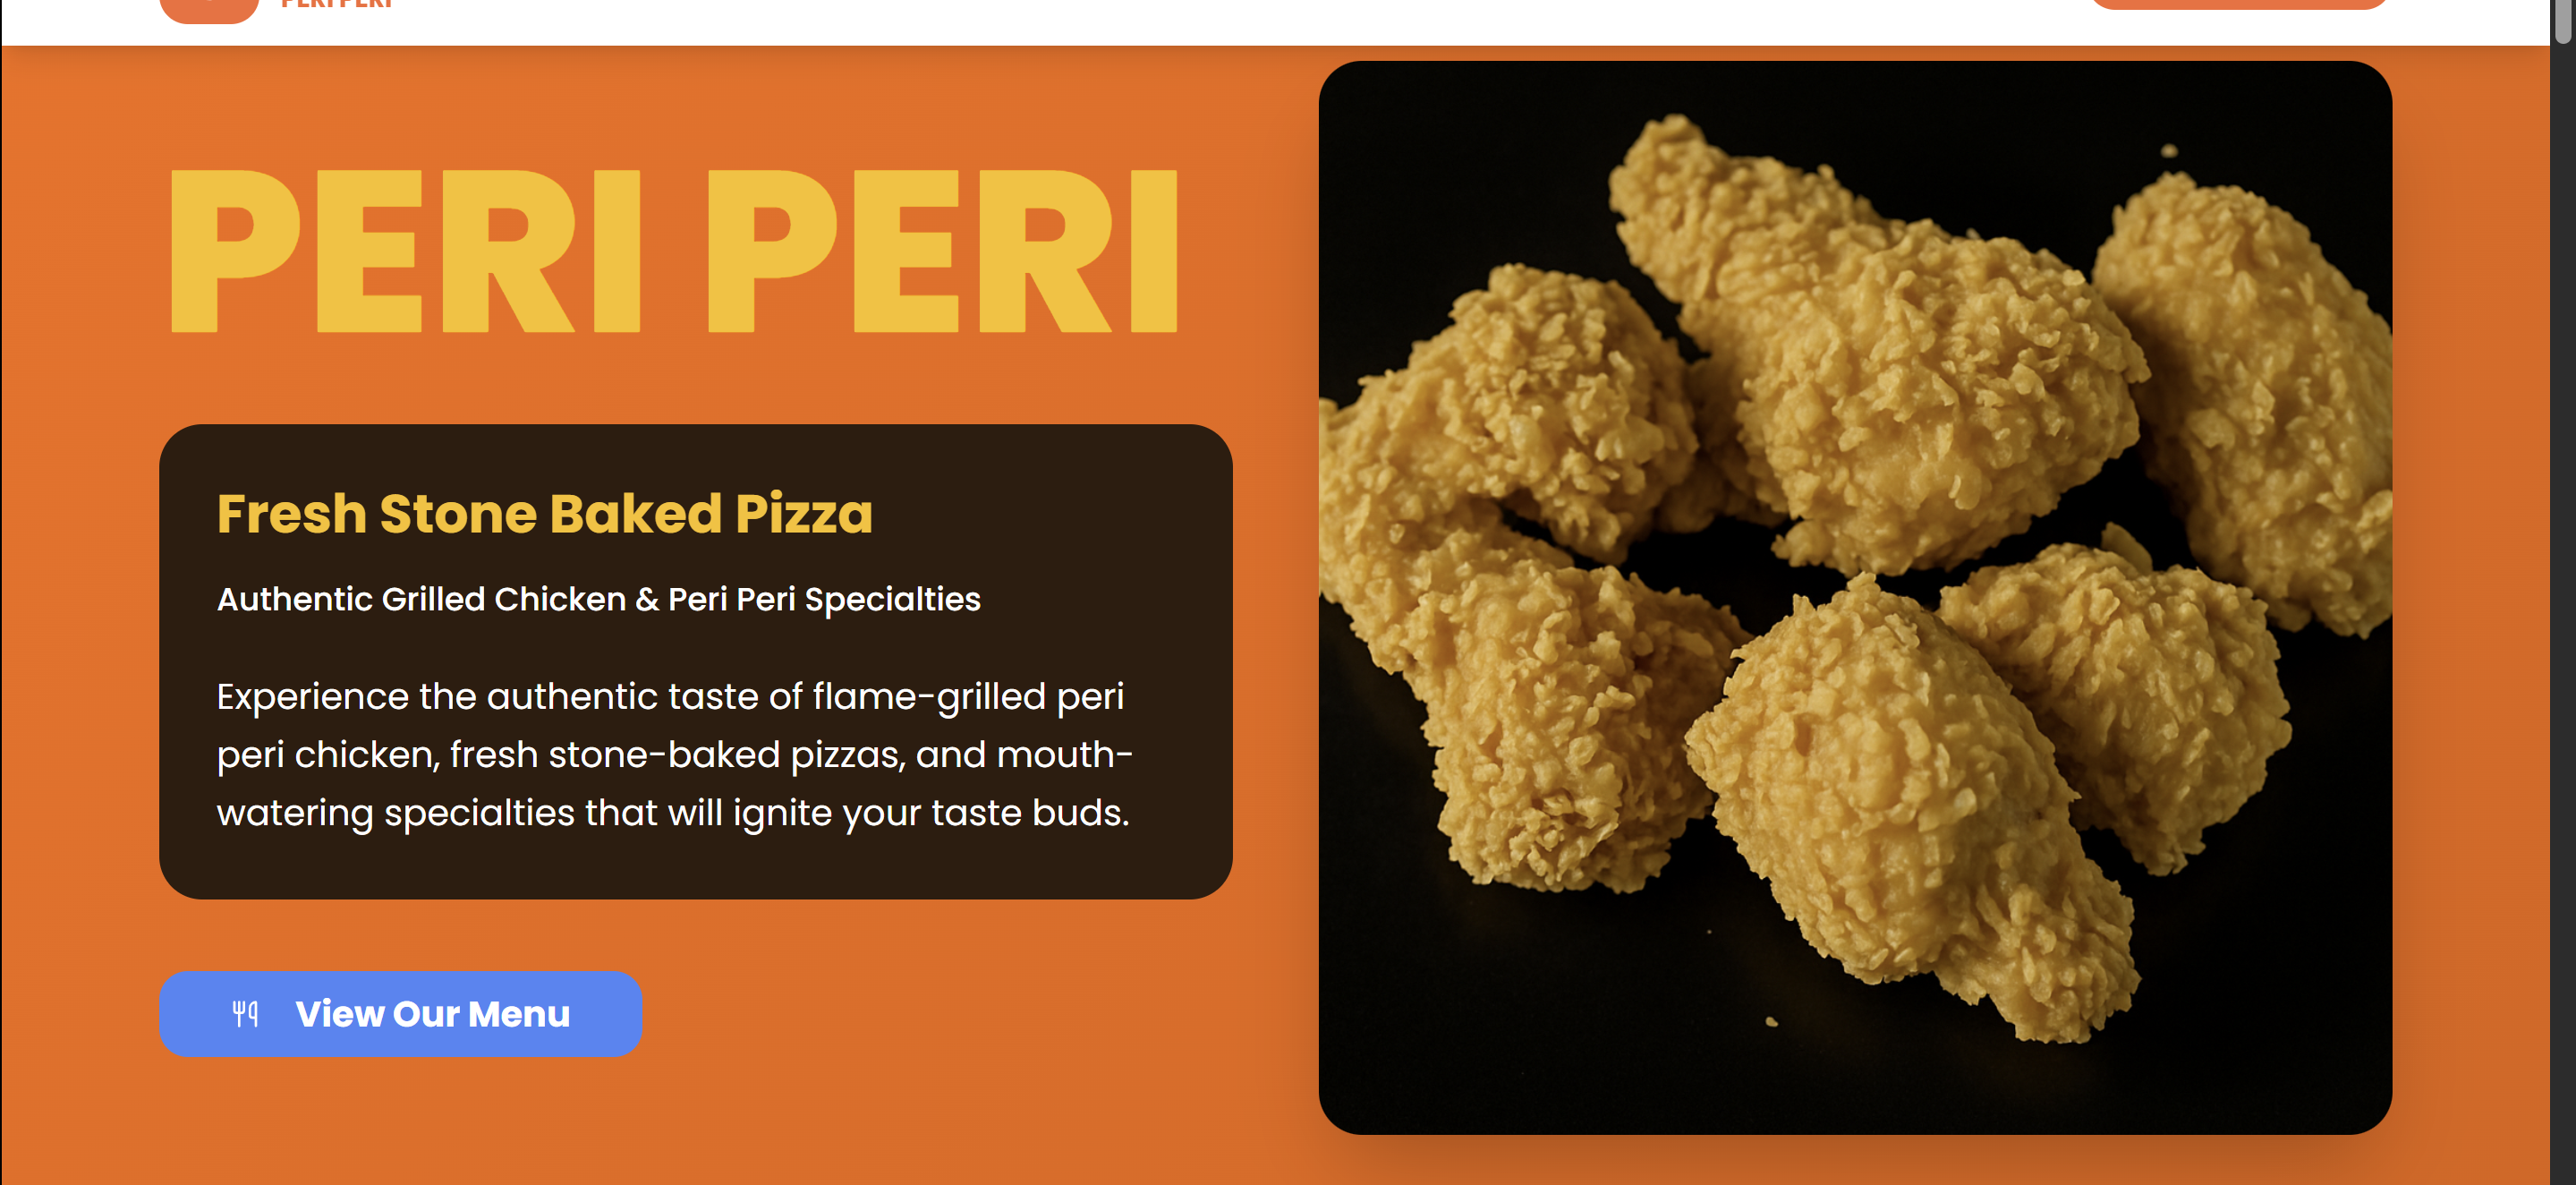 PERI PERI
PERI PERI
Fresh Stone Baked Pizza
Authentic Grilled Chicken & Peri Peri Specialties
Experience the authentic taste of flame-grilled peri
peri chicken, fresh stone-baked pizzas, and mouth-
watering specialties that will ignite your taste buds.
View Our Menu